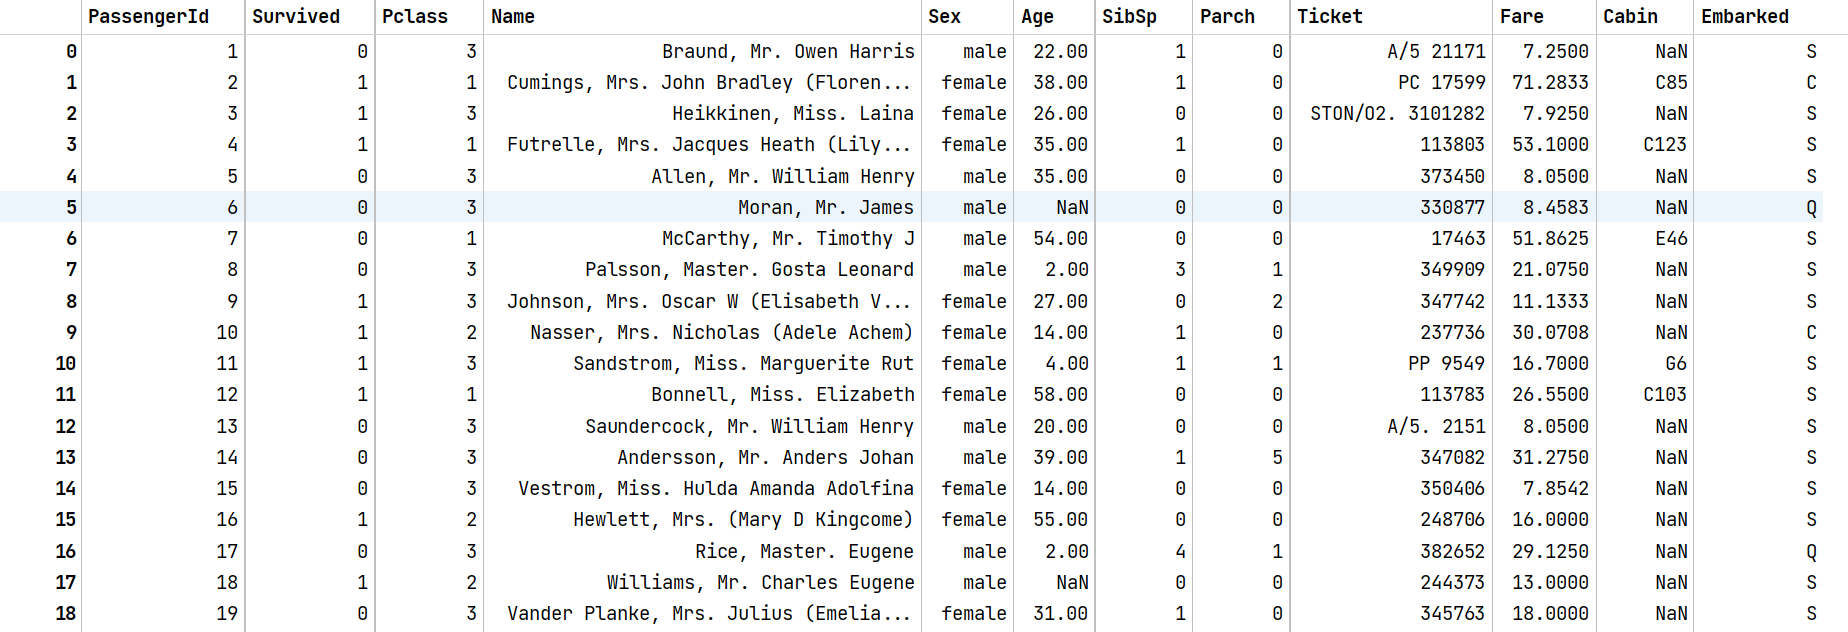 PassengerId Survived Pclass Name Sex Age SibSp Parch Ticket Fare Cabin Embarked
0 1 0 3 Braund, Mr. Owen Harris male 22.00 1 0 A/5 21171 7.2500 NaN S
1 2 1 1 Cumings, Mrs. John Bradley (Floren... female 38.00 1 0 PC 17599 71.2833 C85 C
2 3 1 3 Heikkinen, Miss. Laina female 26.00 0 0 STON/O2. 3101282 7.9250 NaN S
3 4 1 1 Futrelle, Mrs. Jacques Heath (Lily... female 35.00 1 0 113803 53.1000 C123 S
4 5 0 3 Allen, Mr. William Henry male 35.00 0 0 373450 8.0500 NaN S
5 6 0 3 Moran, Mr. James male NaN 0 0 330877 8.4583 NaN Q
6 7 0 1 McCarthy, Mr. Timothy J male 54.00 0 0 17463 51.8625 E46 S
7 8 0 3 Palsson, Master. Gosta Leonard male 2.00 3 1 349909 21.0750 NaN S
8 9 1 3 Johnson, Mrs. Oscar W (Elisabeth V... female 27.00 0 2 347742 11.1333 NaN S
9 10 1 2 Nasser, Mrs. Nicholas (Adele Achem) female 14.00 1 0 237736 30.0708 NaN C
10 11 1 3 Sandstrom, Miss. Marguerite Rut female 4.00 1 1 PP 9549 16.7000 G6 S
11 12 1 1 Bonnell, Miss. Elizabeth female 58.00 0 0 113783 26.5500 C103 S
12 13 0 3 Saundercock, Mr. William Henry male 20.00 0 0 A/5. 2151 8.0500 NaN S
13 14 0 3 Andersson, Mr. Anders Johan male 39.00 1 5 347082 31.2750 NaN S
14 15 0 3 Vestrom, Miss. Hulda Amanda Adolfina female 14.00 0 0 350406 7.8542 NaN S
15 16 1 2 Hewlett, Mrs. (Mary D Kingcome) female 55.00 0 0 248706 16.0000 NaN S
16 17 0 3 Rice, Master. Eugene male 2.00 4 1 382652 29.1250 NaN Q
17 18 1 2 Williams, Mr. Charles Eugene male NaN 0 0 244373 13.0000 NaN S
18 19 0 3 Vander Planke, Mrs. Julius (Emelia... female 31.00 1 0 345763 18.0000 NaN S